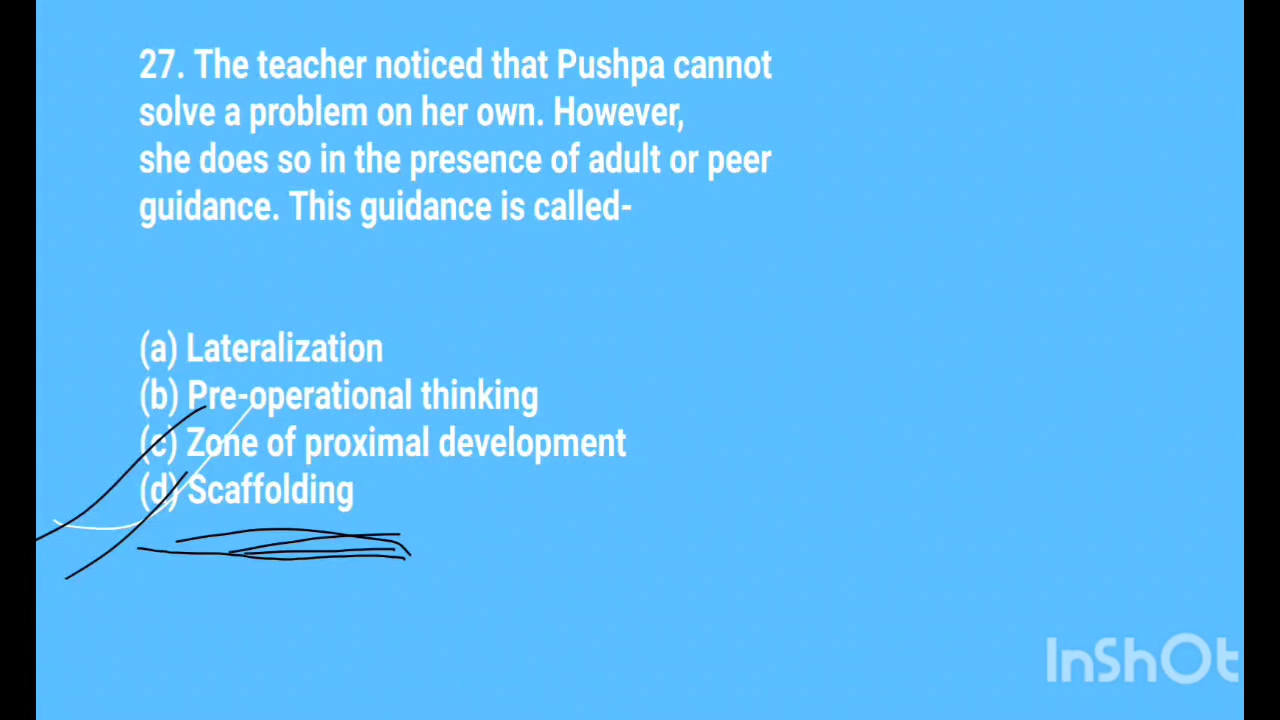 27. The teacher noticed that Pushpa cannot
solve a problem on her own. However,
she does so in the presence of adult or peer
guidance. This guidance is called-
(a) Lateralization
(b) Pre-operational thinking
(c) Zone of proximal development
(d) Scaffolding
InShOt